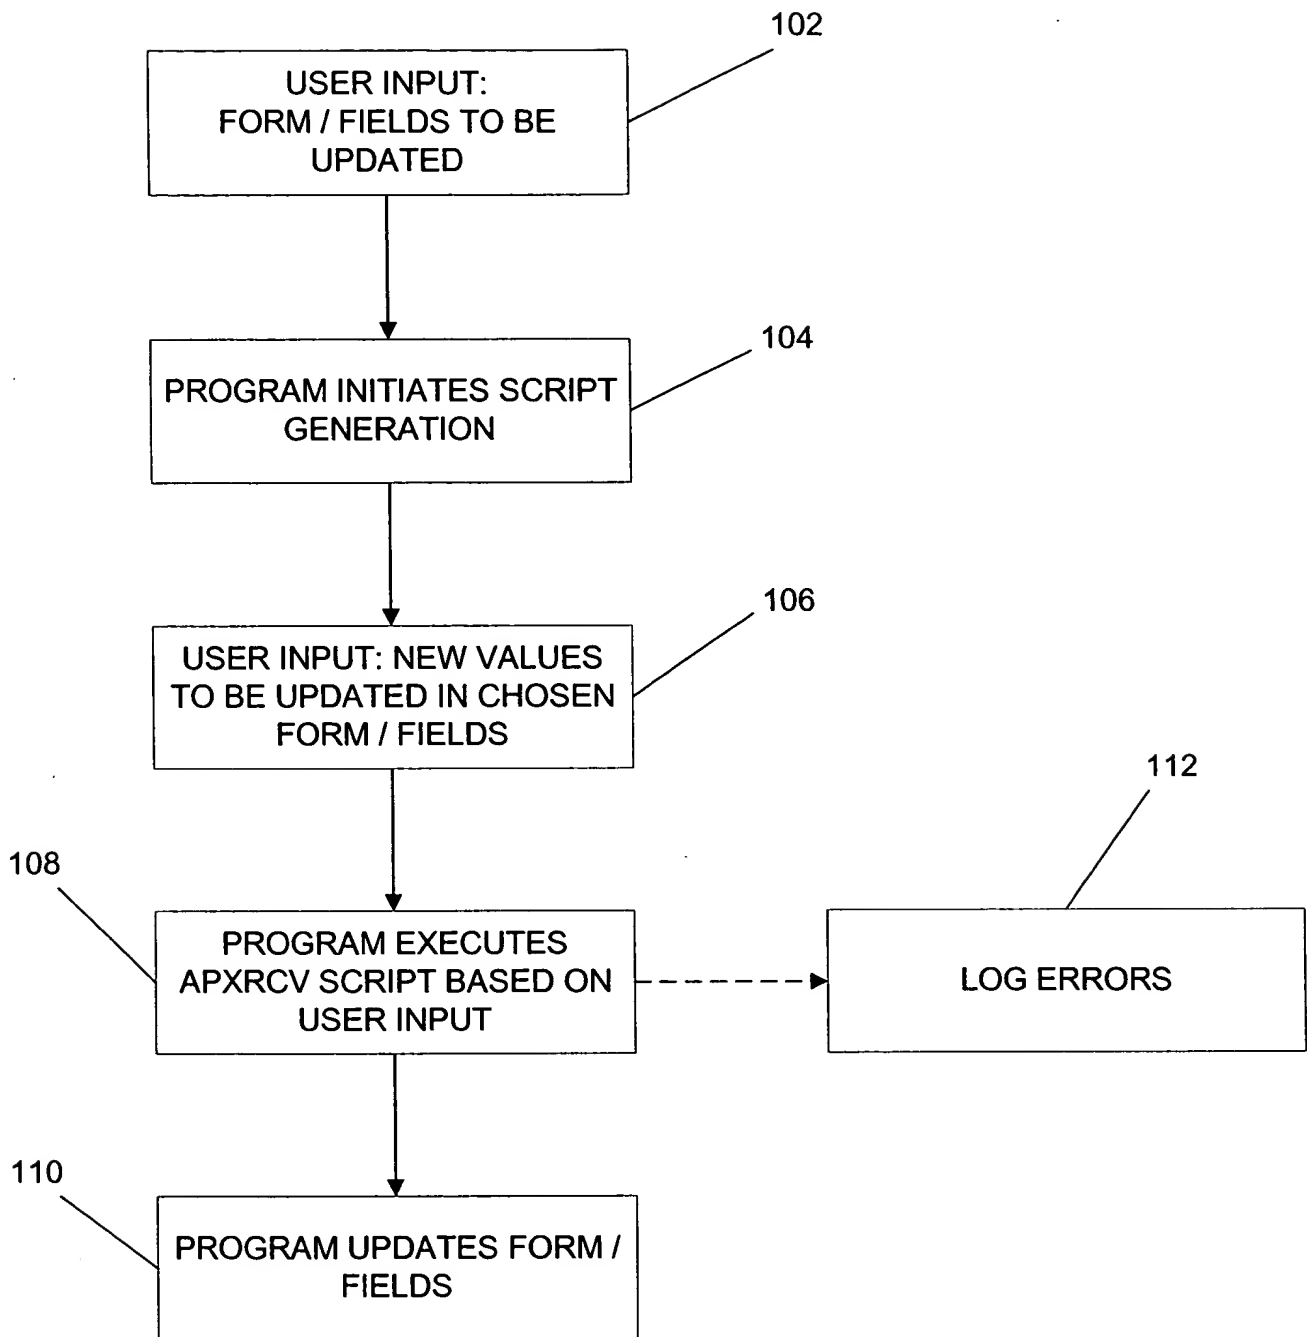 102
USER INPUT:
FORM / FIELDS TO BE
UPDATED
104
PROGRAM INITIATES SCRIPT
GENERATION
106
USER INPUT: NEW VALUES
TO BE UPDATED IN CHOSEN
FORM / FIELDS
112
108
PROGRAM EXECUTES
APXRCV SCRIPT BASED ON
USER INPUT
LOG ERRORS
110
PROGRAM UPDATES FORM /
FIELDS